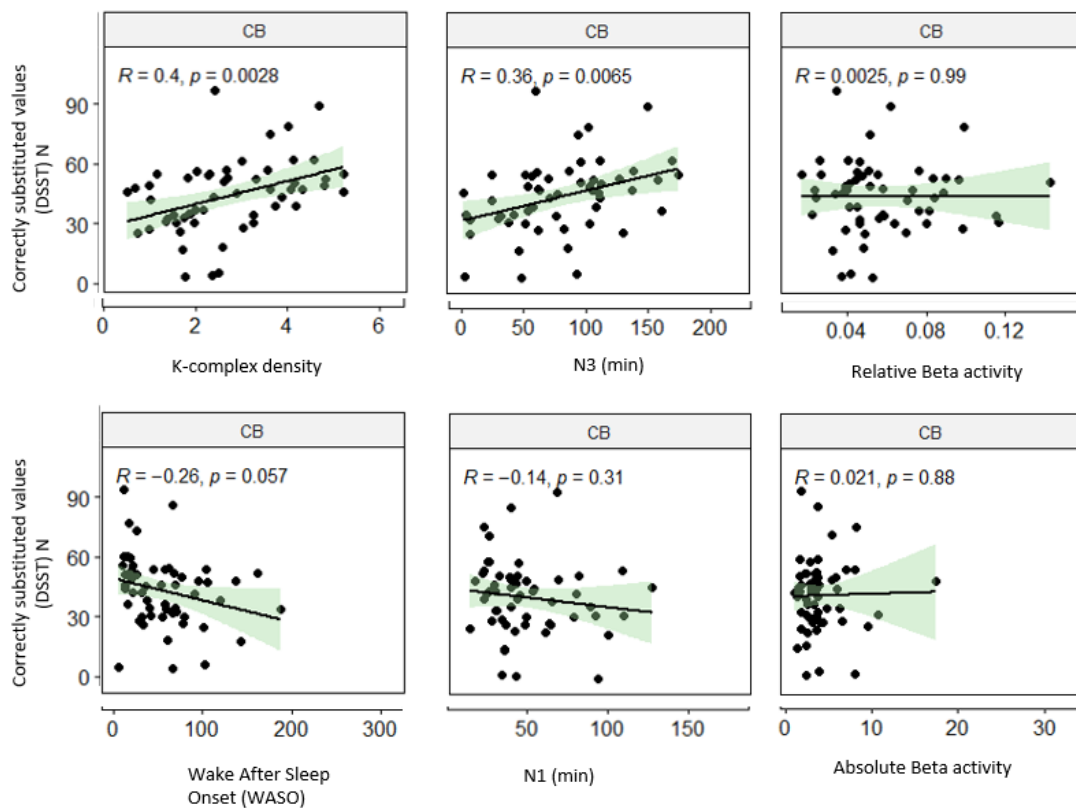 CB
CB
CB
R = 0.4, p = 0.0028
R = 0.36, p = 0.0065
R = 0.0025, p = 0.99
Correctly substituted values
(DSST) N
90
60
30
0
0
2
4
6
0
50
100
150
200
0.04
0.08
0.12
K-complex density
N3 (min)
Relative Beta activity
CB
CB
CB
R = −0.26, p = 0.057
R = −0.14, p = 0.31
R = 0.021, p = 0.88
Correctly substituted values
(DSST) N
90
60
30
0
0
100
200
300
0
50
100
150
0
10
20
30
Wake After Sleep
Onset (WASO)
N1 (min)
Absolute Beta activity